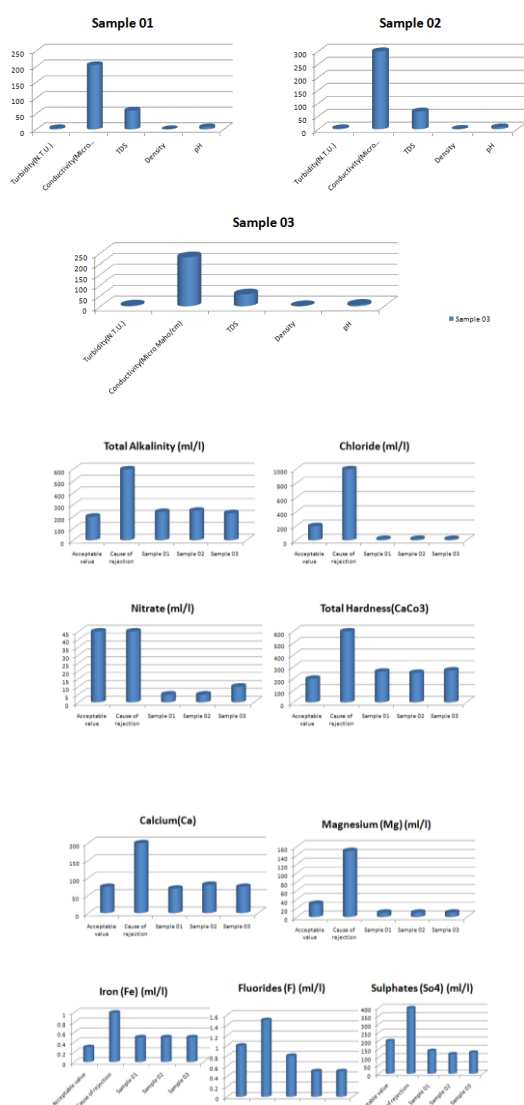 Sample 01
250
200
150
100
50
0
Turbidity(N.T.U.)
Conductivity(Micro...
TDS
Density
pH
Sample 02
300
250
200
150
100
50
0
Turbidity(N.T.U.)
Conductivity(Micro...
TDS
Density
pH
Sample 03
250
200
150
100
50
0
Turbidity(N.T.U.)
Conductivity(Micro Maho/cm)
TDS
Density
pH
Sample 03
Total Alkalinity (ml/l)
600
500
400
300
200
100
0
Acceptable value
Cause of rejection
Sample 01
Sample 02
Sample 03
Chloride (ml/l)
1000
800
600
400
200
0
Acceptable value
Cause of rejection
Sample 01
Sample 02
Sample 03
Nitrate (ml/l)
45
40
35
30
25
20
15
10
5
0
Acceptable value
Cause of rejection
Sample 01
Sample 02
Sample 03
Total Hardness(CaCo3)
600
500
400
300
200
100
0
Acceptable value
Cause of rejection
Sample 01
Sample 02
Sample 03
Calcium(Ca)
200
150
100
50
0
Acceptable value
Cause of rejection
Sample 01
Sample 02
Sample 03
Magnesium (Mg) (ml/l)
160
140
120
100
80
60
40
20
0
Acceptable value
Cause of rejection
Sample 01
Sample 02
Sample 03
Iron (Fe) (ml/l)
1
0.8
0.6
0.4
0.2
0
Acceptable value
Cause of rejection
Sample 01
Sample 02
Sample 03
Fluorides (F) (ml/l)
1.6
1.4
1.2
1
0.8
0.6
0.4
0.2
0
Sulphates (So4) (ml/l)
400
350
300
250
200
150
100
50
0
Acceptable value
Cause of rejection
Sample 01
Sample 02
Sample 03